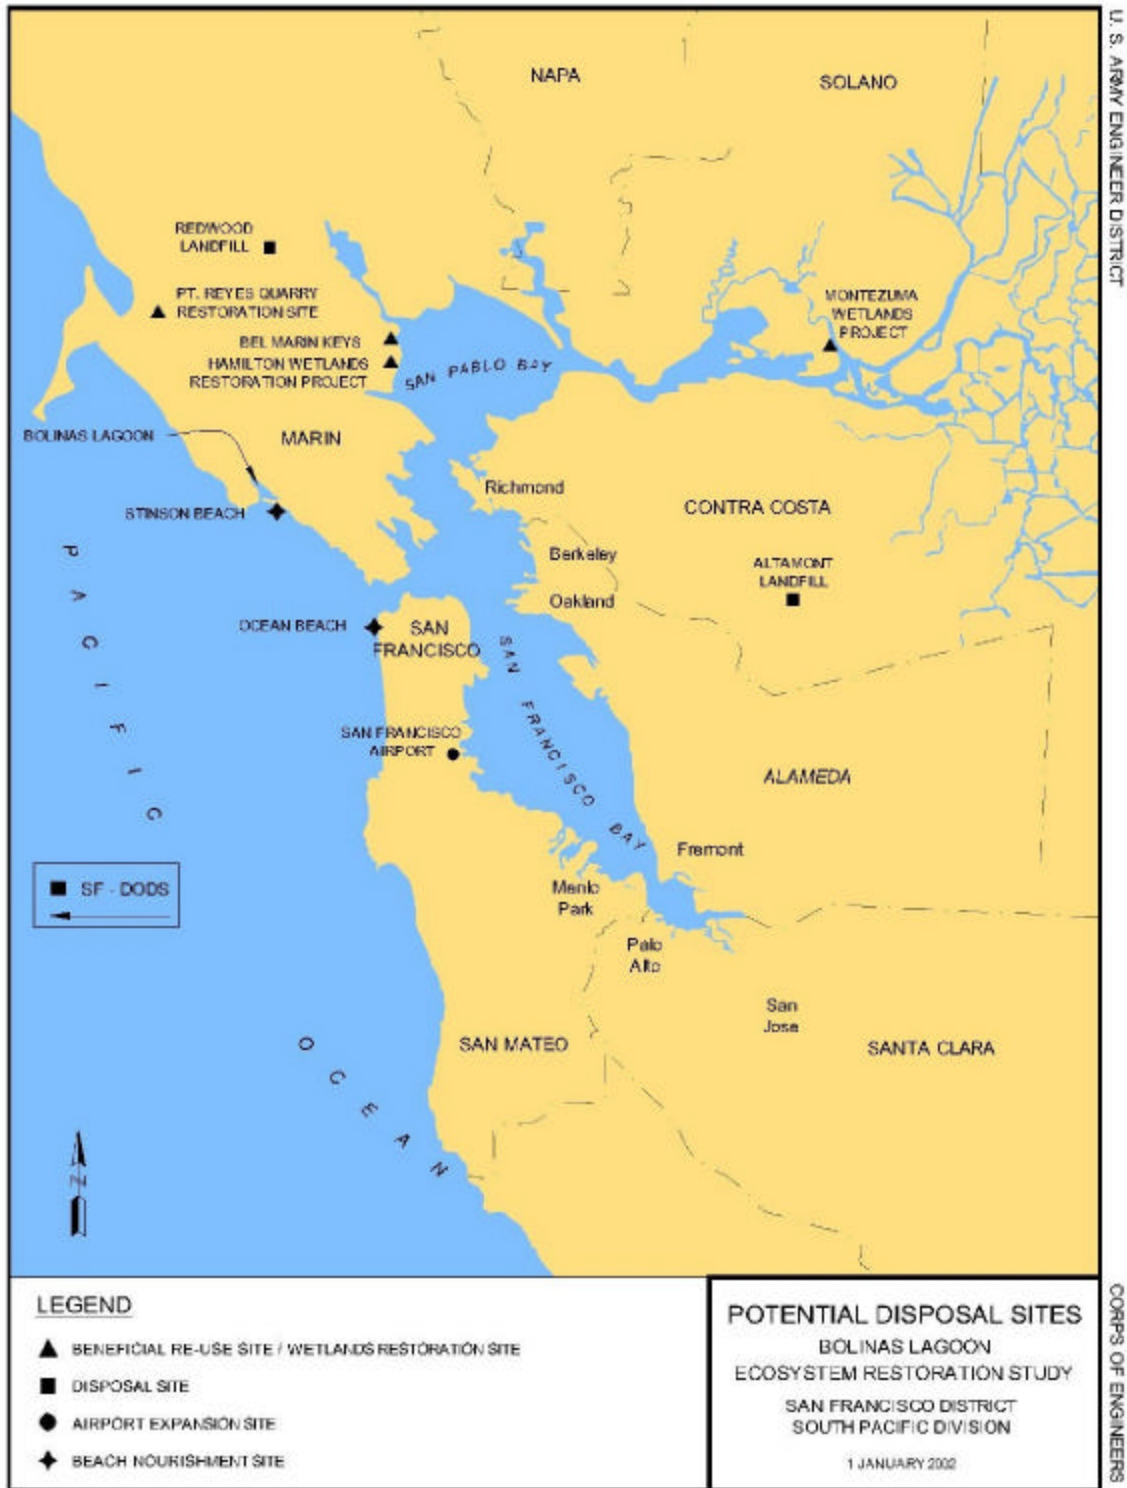 U. S. ARMY ENGINEER DISTRICT
NAPA
SOLANO
REDWOOD
LANDFILL
PT. REYES QUARRY
RESTORATION SITE
MONTEZUMA
WETLANDS
PROJECT
BEL MARIN KEYS
HAMILTON WETLANDS
RESTORATION PROJECT
SAN PABLO BAY
BOLINAS LAGOON
MARIN
Richmond
CONTRA COSTA
STINSON BEACH
Berkeley
ALTAMONT
LANDFILL
Oakland
OCEAN BEACH
SAN
FRANCISCO
SAN FRANCISCO BAY
SAN FRANCISCO
AIRPORT
ALAMEDA
PACIFIC
Fremont
SF - DODS
Menlo
Park
Palo
Alto
San
Jose
SAN MATEO
SANTA CLARA
OCEAN
N
LEGEND
BENEFICIAL RE-USE SITE / WETLANDS RESTORATION SITE
DISPOSAL SITE
AIRPORT EXPANSION SITE
BEACH NOURISHMENT SITE
POTENTIAL DISPOSAL SITES
BOLINAS LAGOON
ECOSYSTEM RESTORATION STUDY
SAN FRANCISCO DISTRICT
SOUTH PACIFIC DIVISION
1 JANUARY 2002
CORPS OF ENGINEERS